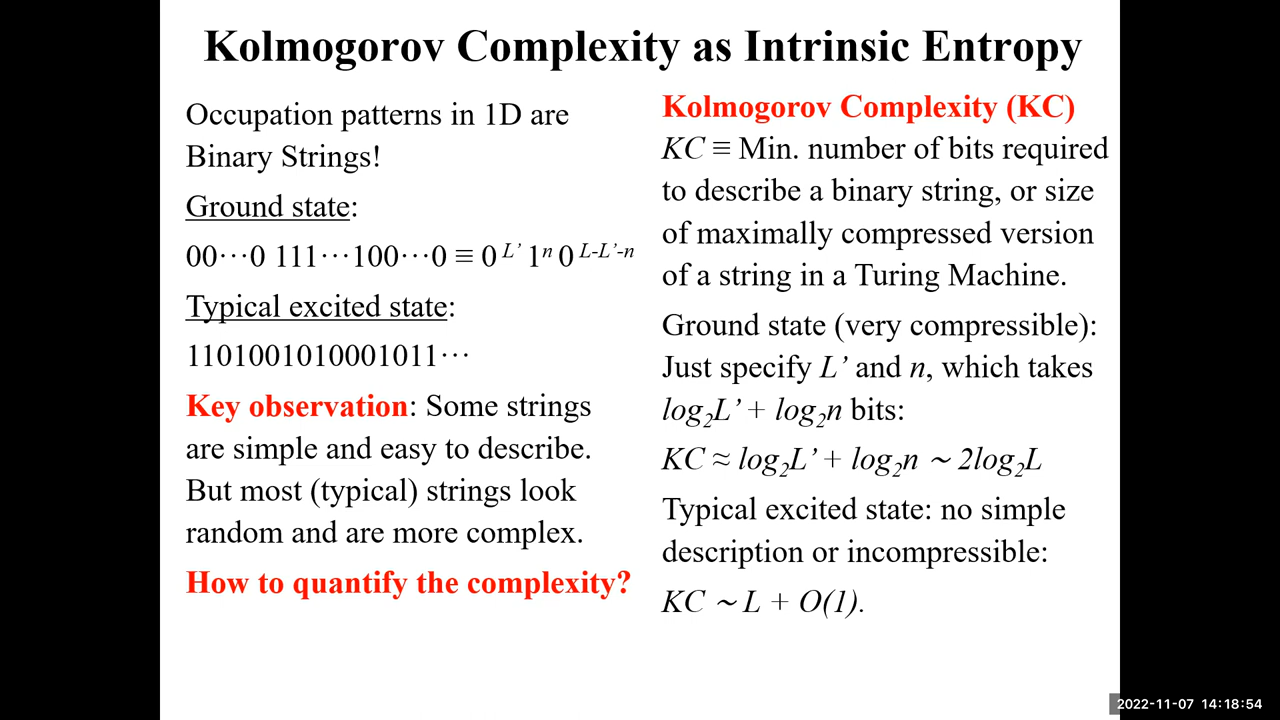 Kolmogorov Complexity as Intrinsic Entropy
Occupation patterns in 1D are
Binary Strings!
Ground state:
00⋯0 111⋯100⋯0 ≡ 0 L’ 1n 0 L-L’-n
Typical excited state:
1101001010001011⋯
Key observation: Some strings
are simple and easy to describe.
But most (typical) strings look
random and are more complex.
How to quantify the complexity?
Kolmogorov Complexity (KC)
KC ≡ Min. number of bits required
to describe a binary string, or size
of maximally compressed version
of a string in a Turing Machine.
Ground state (very compressible):
Just specify L’ and n, which takes
log2L’ + log2n bits:
KC ≈ log2L’ + log2n ∼ 2log2L
Typical excited state: no simple
description or incompressible:
KC ∼ L + O(1).
2022-11-07 14:18:54